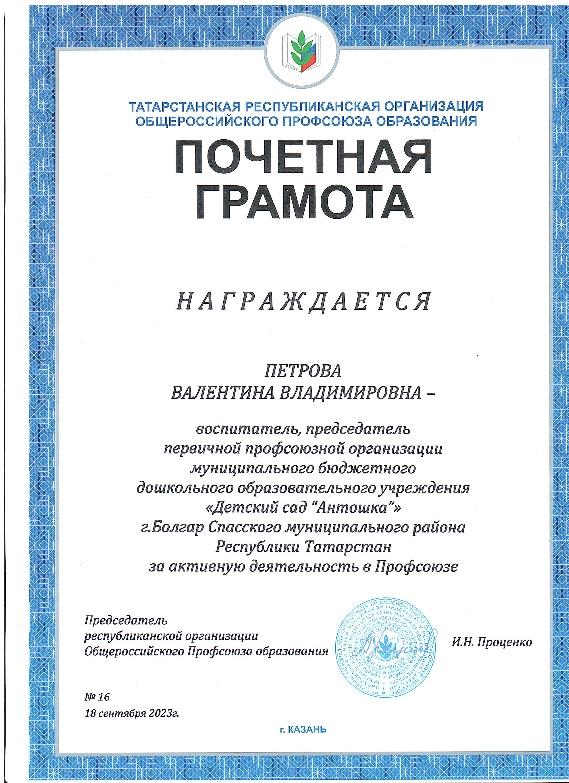 ТАТАРСТАНСКАЯ РЕСПУБЛИКАНСКАЯ ОРГАНИЗАЦИЯ
ОБЩЕРОССИЙСКОГО ПРОФСОЮЗА ОБРАЗОВАНИЯ
ПОЧЕТНАЯ
ГРАМОТА
НАГРАЖДАЕТСЯ
ПЕТРОВА
ВАЛЕНТИНА ВЛАДИМИРОВНА –
воспитатель, председатель
первичной профсоюзной организации
муниципального бюджетного
дошкольного образовательного учреждения
«Детский сад “Антошка”»
г.Болгар Спасского муниципального района
Республики Татарстан
за активную деятельность в Профсоюзе
Председатель
республиканской организации
Общероссийского Профсоюза образования
И.Н. Проценко
№ 16
18 сентября 2023г.
г. КАЗАНЬ